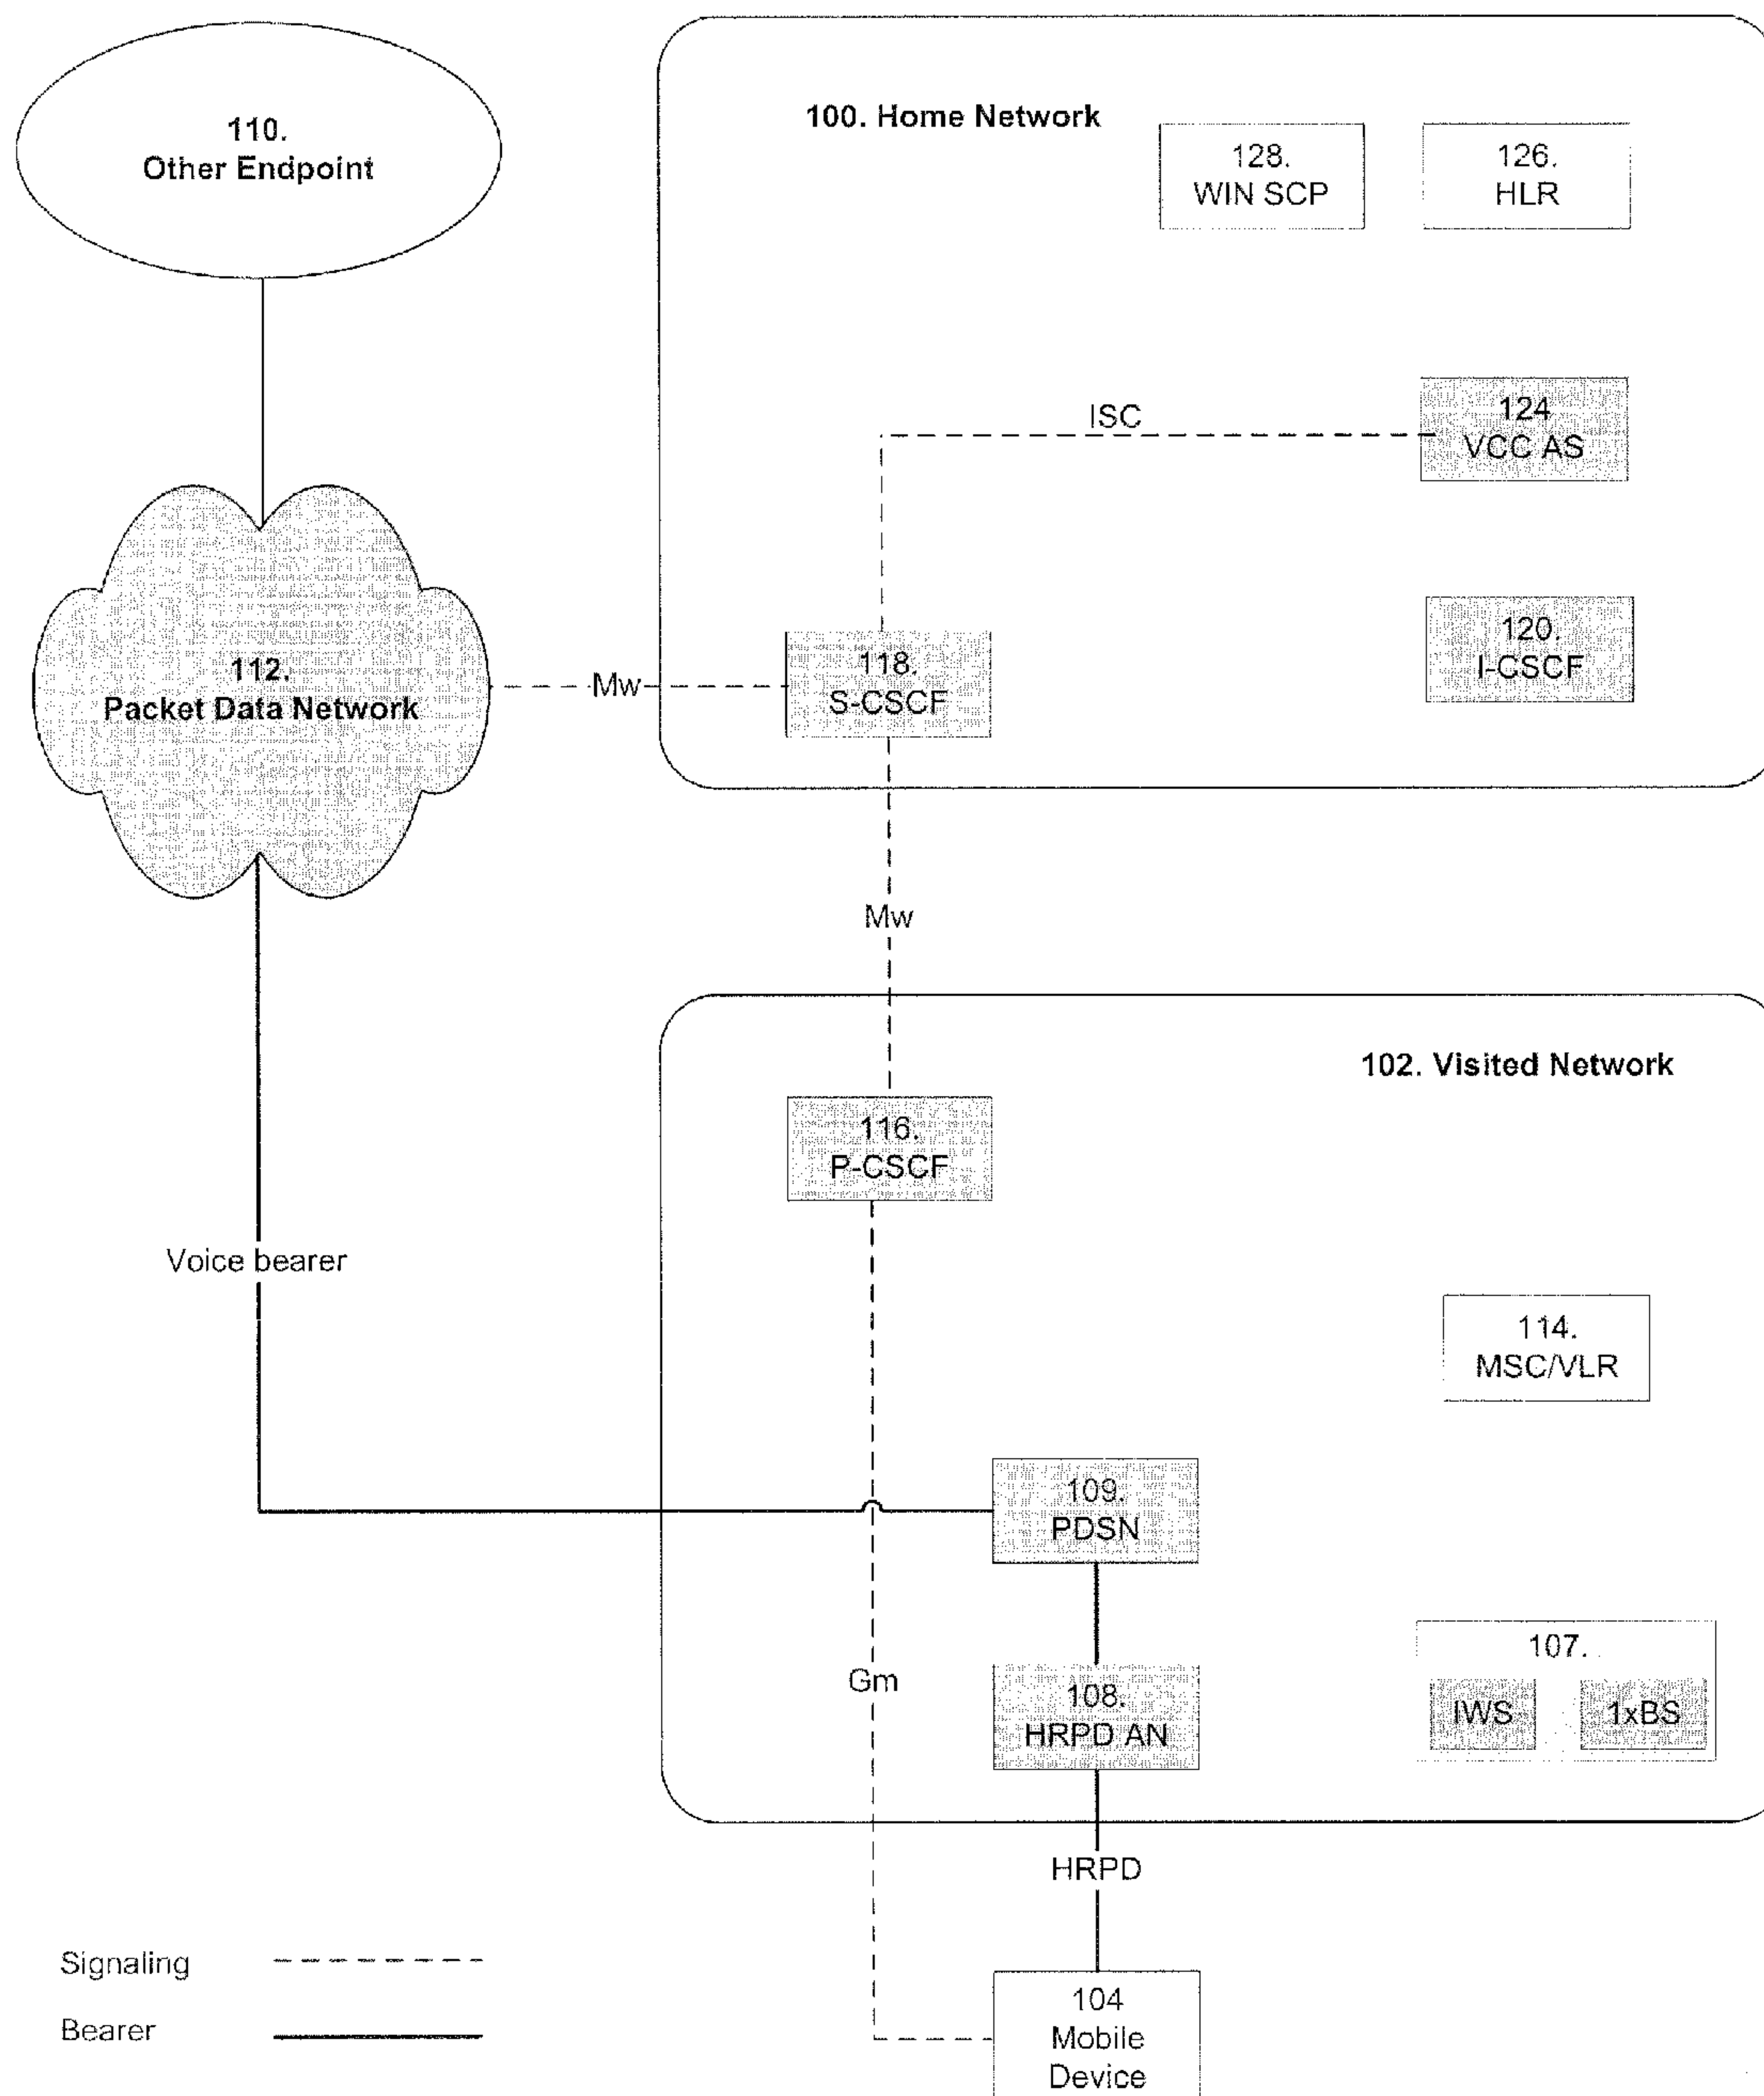 110.
Other Endpoint
100. Home Network
128.
WIN SCP
126.
HLR
ISC
124
VCC AS
120.
I-CSCF
118.
S-CSCF
112.
Packet Data Network
Mw
Mw
102. Visited Network
116.
P-CSCF
Voice bearer
114.
MSC/VLR
109.
PDSN
107.
IWS
1xBS
Gm
108.
HRPD AN
HRPD
Signaling
Bearer
104
Mobile
Device